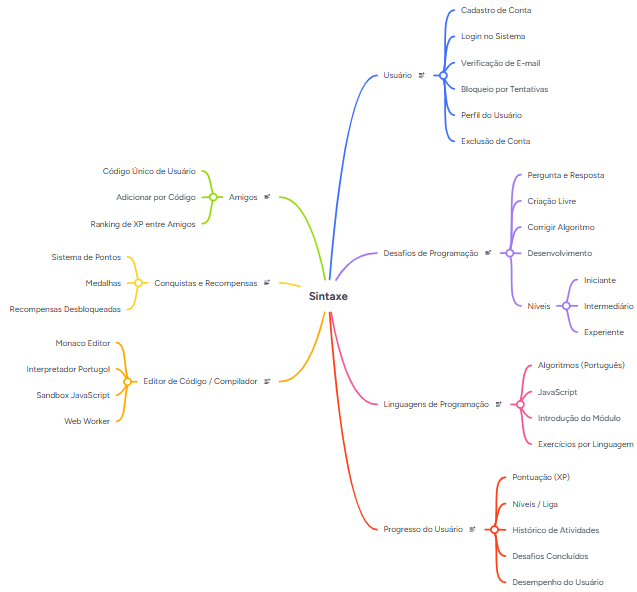 Sintaxe
Usuário
Cadastro de Conta
Login no Sistema
Verificação de E-mail
Bloqueio por Tentativas
Perfil do Usuário
Exclusão de Conta
Desafios de Programação
Pergunta e Resposta
Criação Livre
Corrigir Algoritmo
Desenvolvimento
Níveis
Iniciante
Intermediário
Experiente
Linguagens de Programação
Algoritmos (Português)
JavaScript
Introdução do Módulo
Exercícios por Linguagem
Progresso do Usuário
Pontuação (XP)
Níveis / Liga
Histórico de Atividades
Desafios Concluídos
Desempenho do Usuário
Amigos
Código Único de Usuário
Adicionar por Código
Ranking de XP entre Amigos
Conquistas e Recompensas
Sistema de Pontos
Medalhas
Recompensas Desbloqueadas
Editor de Código / Compilador
Monaco Editor
Interpretador Portugol
Sandbox JavaScript
Web Worker